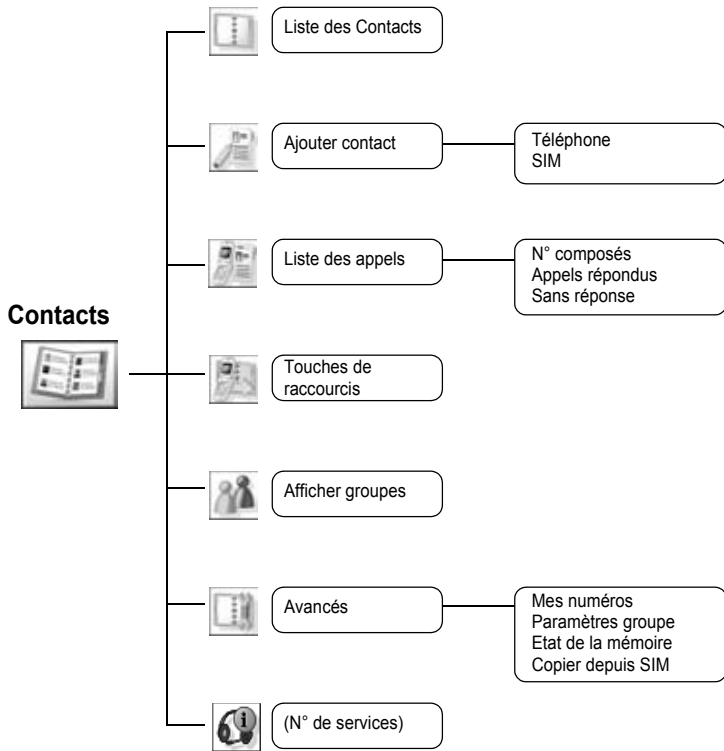 Liste des Contacts
Ajouter contact
Téléphone
SIM
Liste des appels
N° composés
Appels répondus
Sans réponse
Contacts
Touches de
raccourcis
Afficher groupes
Avancés
Mes numéros
Paramètres groupe
Etat de la mémoire
Copier depuis SIM
(N° de services)